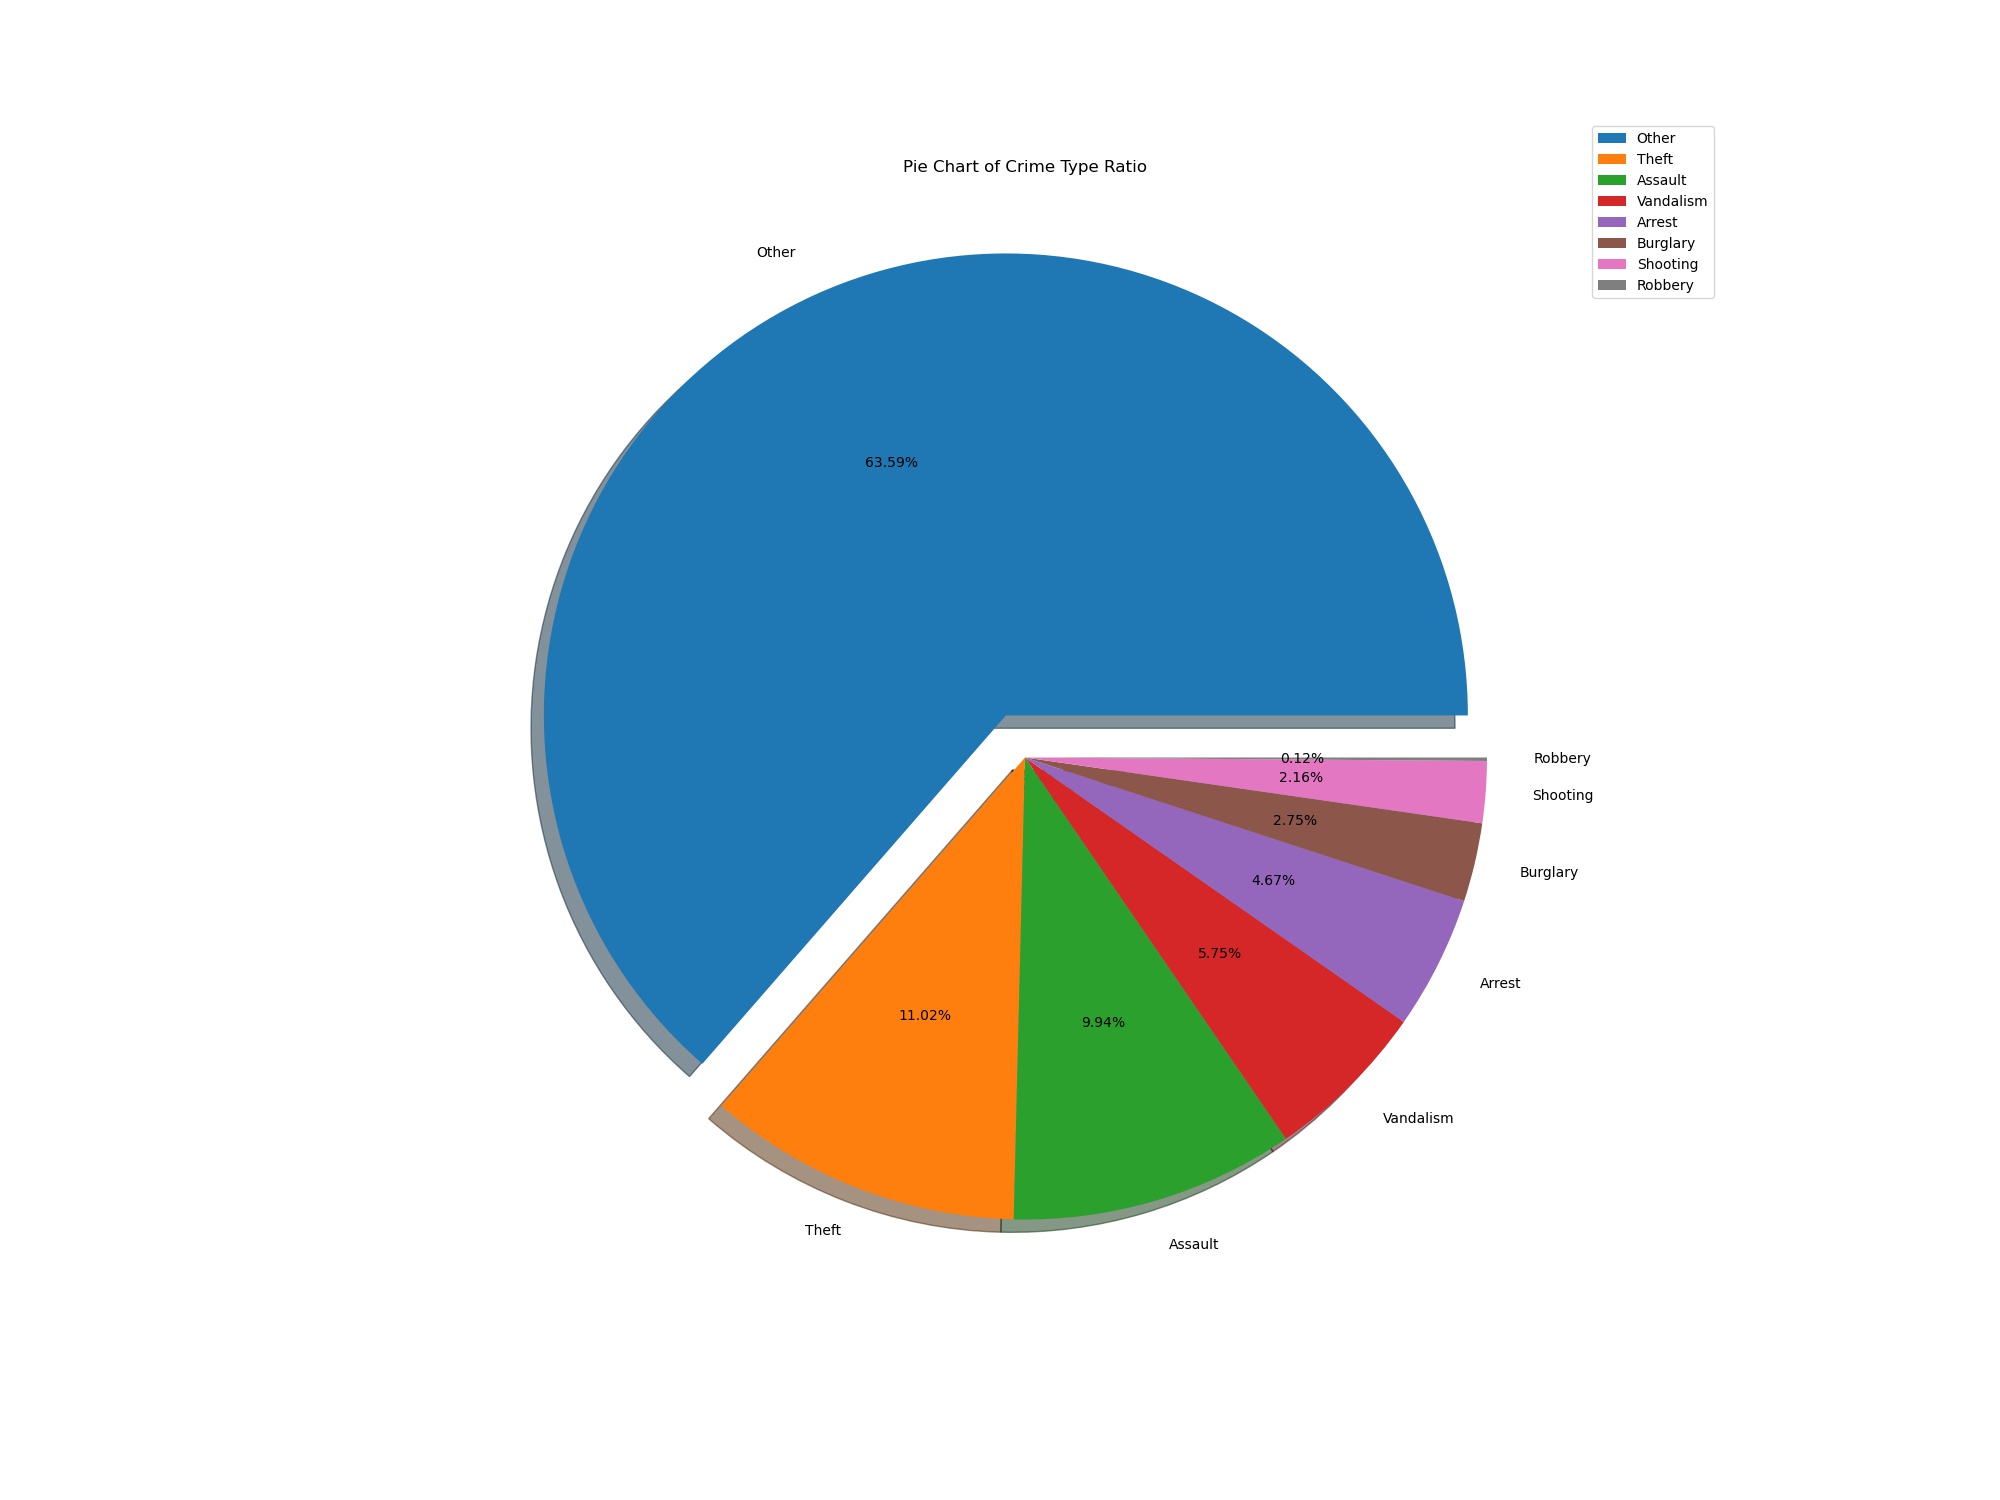 Pie Chart of Crime Type Ratio
Other
Theft
Assault
Vandalism
Arrest
Burglary
Shooting
Robbery
Other
63.59%
0.12%
Robbery
2.16%
Shooting
2.75%
Burglary
4.67%
Arrest
5.75%
Vandalism
11.02%
9.94%
Theft
Assault